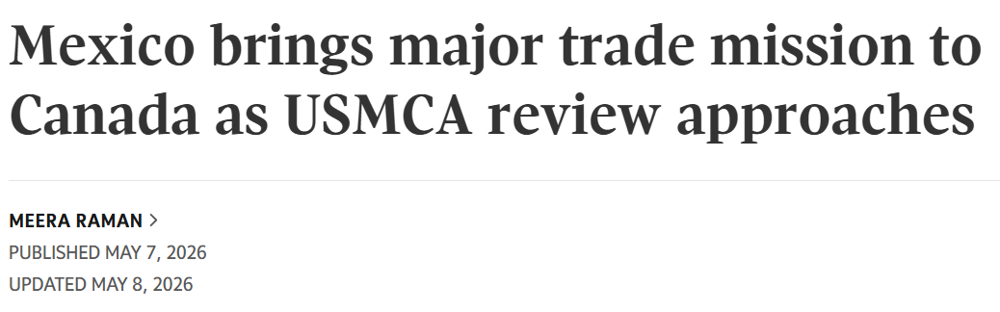 Mexico brings major trade mission to
Canada as USMCA review approaches
MEERA RAMAN >
PUBLISHED MAY 7, 2026
UPDATED MAY 8, 2026